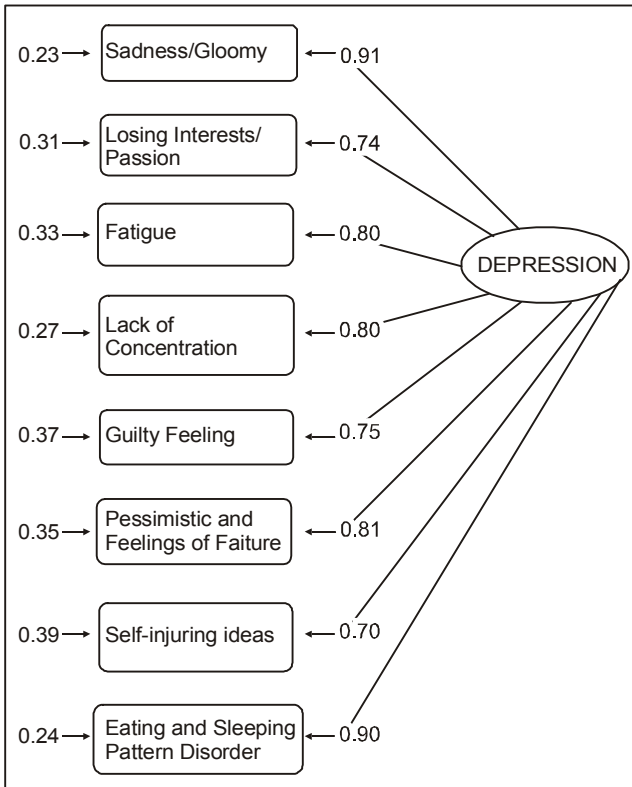 0.23 Sadness/Gloomy 0.91
0.31 Losing Interests/
Passion 0.74
0.33 Fatigue 0.80
DEPRESSION
0.27 Lack of
Concentration 0.80
0.37 Guilty Feeling 0.75
0.35 Pessimistic and
Feelings of Faiture 0.81
0.39 Self-injuring ideas 0.70
0.24 Eating and Sleeping
Pattern Disorder 0.90